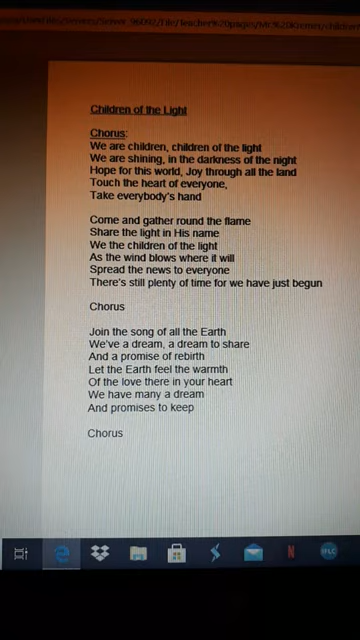 Children of the Light
Chorus:
We are children, children of the light
We are shining, in the darkness of the night
Hope for this world, Joy through all the land
Touch the heart of everyone,
Take everybody's hand
Come and gather round the flame
Share the light in His name
We the children of the light
As the wind blows where it will
Spread the news to everyone
There's still plenty of time for we have just begun
Chorus
Join the song of all the Earth
We've a dream, a dream to share
And a promise of rebirth
Let the Earth feel the warmth
Of the love there in your heart
We have many a dream
And promises to keep
Chorus
N